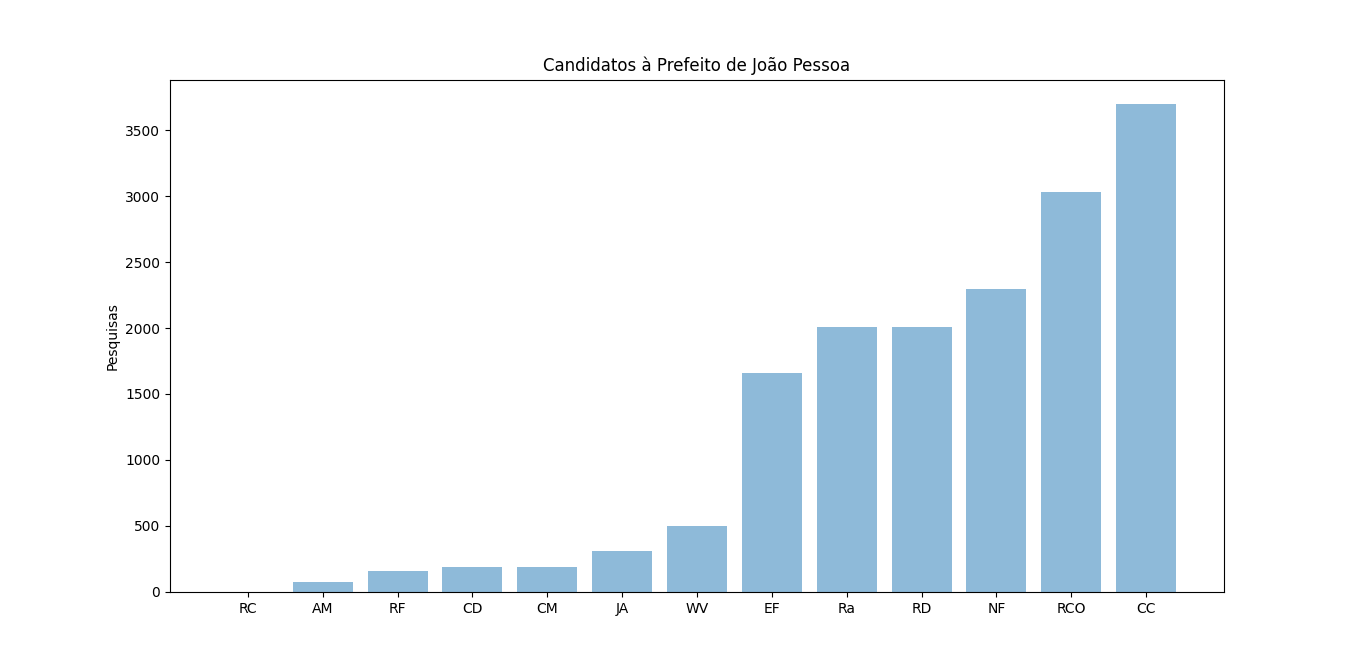 Candidatos à Prefeito de João Pessoa
Pesquisas
3500
3000
2500
2000
1500
1000
500
0
RC AM RF CD CM JA WV EF Ra RD NF RCO CC